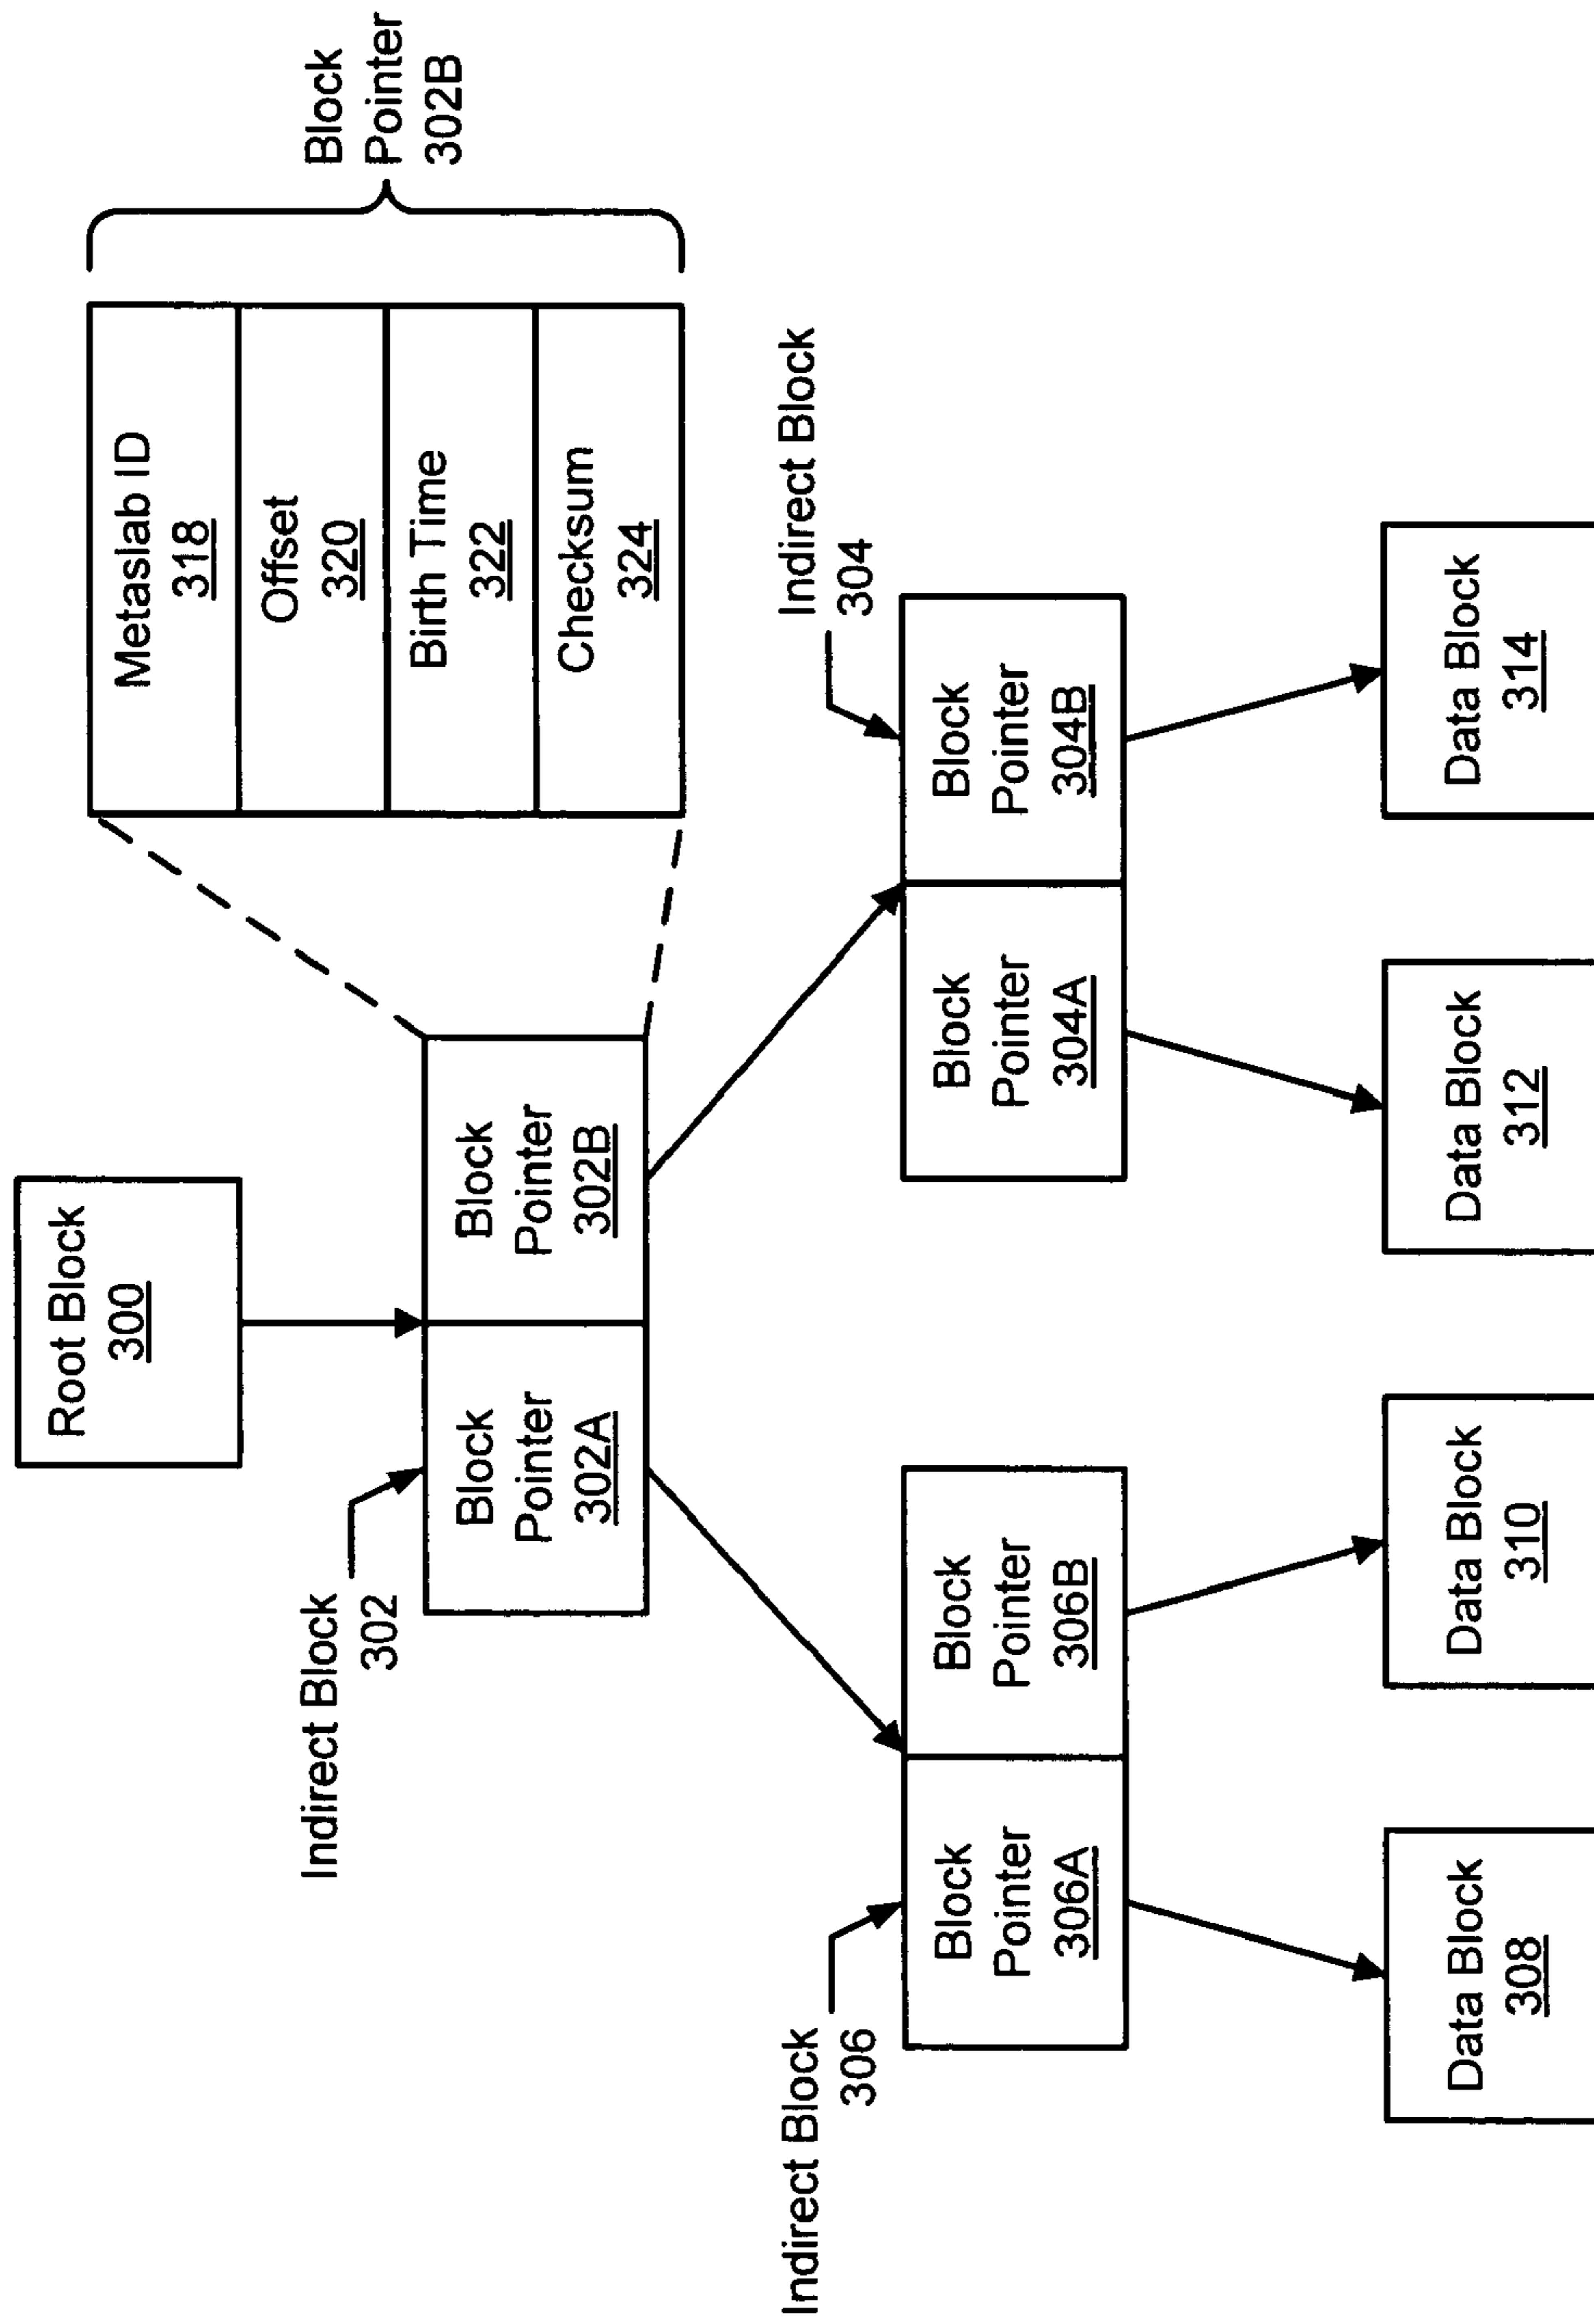 Root Block
300
Indirect Block
302
Block
Pointer
302A
Block
Pointer
302B
Metaslab ID
318
Offset
320
Birth Time
322
Checksum
324
Block
Pointer
302B
Indirect Block
306
Block
Pointer
306A
Block
Pointer
306B
Indirect Block
304
Block
Pointer
304A
Block
Pointer
304B
Data Block
308
Data Block
310
Data Block
312
Data Block
314